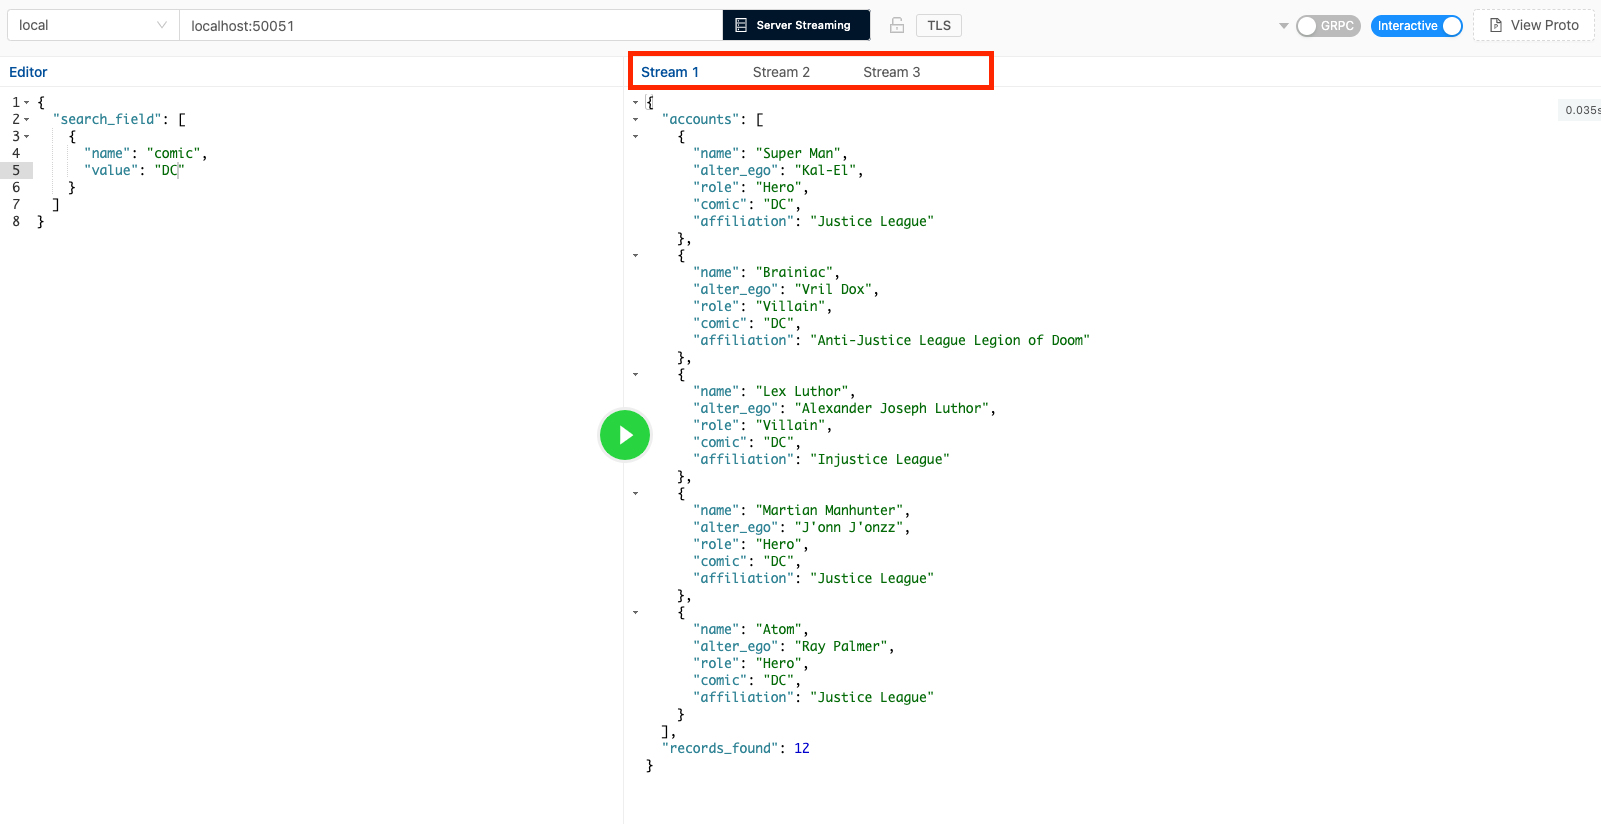 local
localhost:50051
Server Streaming
TLS
GRPC
Interactive
View Proto
Editor
Stream 1
Stream 2
Stream 3
1 {
2 "search_field": [
3 {
4 "name": "comic",
5 "value": "DC"
6 }
7 ]
8 }
0.035s
{
"accounts": [
{
"name": "Super Man",
"alter_ego": "Kal-El",
"role": "Hero",
"comic": "DC",
"affiliation": "Justice League"
},
{
"name": "Brainiac",
"alter_ego": "Vril Dox",
"role": "Villain",
"comic": "DC",
"affiliation": "Anti-Justice League Legion of Doom"
},
{
"name": "Lex Luthor",
"alter_ego": "Alexander Joseph Luthor",
"role": "Villain",
"comic": "DC",
"affiliation": "Injustice League"
},
{
"name": "Martian Manhunter",
"alter_ego": "J'onn J'onzz",
"role": "Hero",
"comic": "DC",
"affiliation": "Justice League"
},
{
"name": "Atom",
"alter_ego": "Ray Palmer",
"role": "Hero",
"comic": "DC",
"affiliation": "Justice League"
}
],
"records_found": 12
}